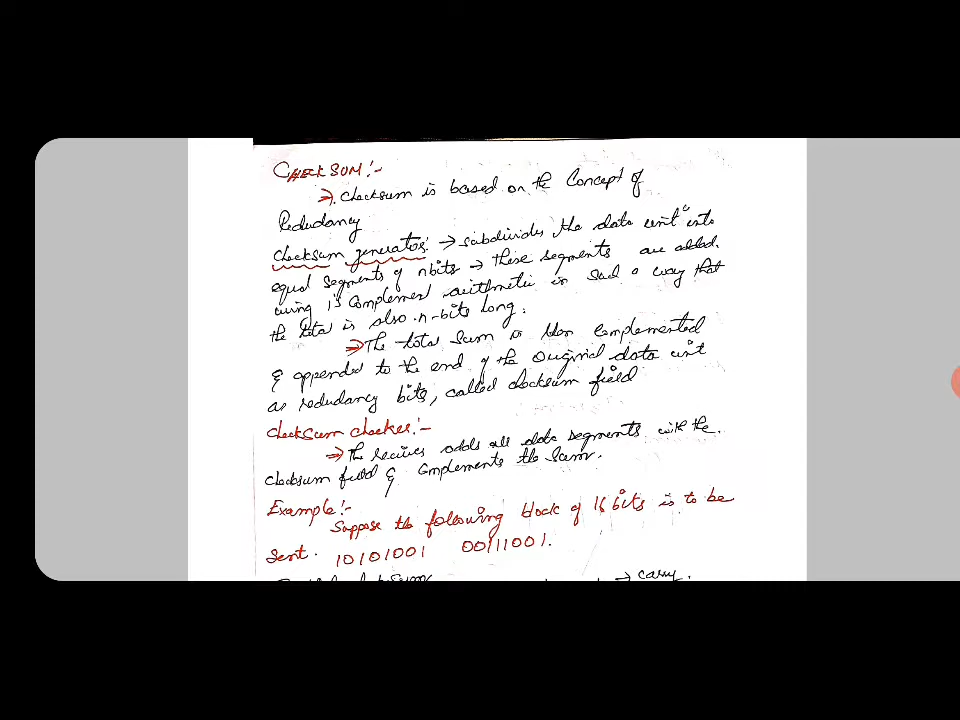 CHECKSUM:-
⇒. Checksum is based on the Concept of
Redudancy
Checksum generator: → subdivides the data unit into
equal segments of n bits → these segments are added
using 1's Complement arithmetic in such a way that
the total is also n-bits long.
⇒ The total Sum is then Complemented
& appended to the end of the Original data unit
as redudancy bits, called checksum field
Checksum checker:-
⇒ The reciver adds all data segments with the
checksum field & Complements the Sum.
Example:-
Suppose the following block of 16 bits is to be
Sent. 10101001 00111001.
→ carry.